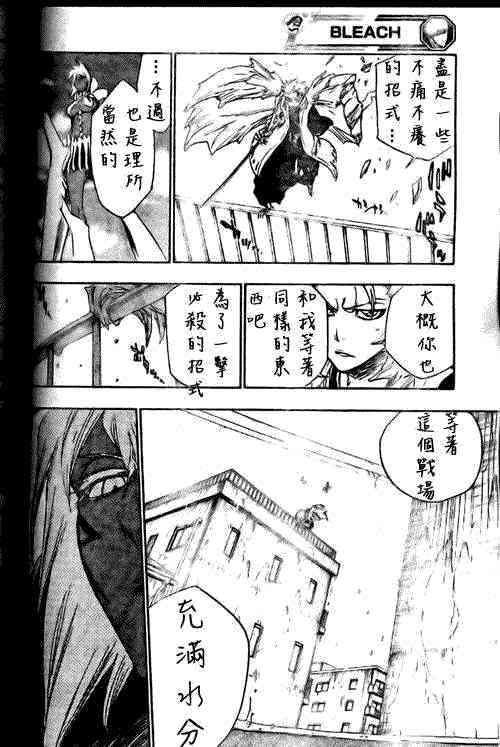 BLEACH
盡是一些
不痛不癢
的招式…
…不過
也是理所
當然的
大概你也
和我等著
同樣的東
西吧
為了一擊
必殺的招式
等著
這個戰場
充滿水分